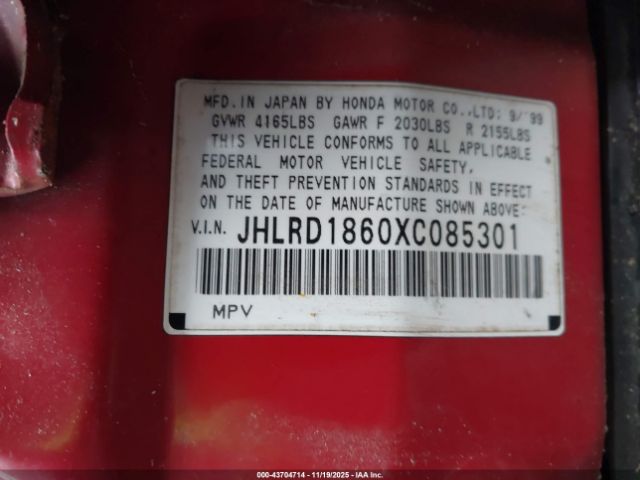 MFD. IN JAPAN BY HONDA MOTOR CO., LTD: 9/'99
GVWR 4165LBS GAWR F 2030LBS R 2155LBS
THIS VEHICLE CONFORMS TO ALL APPLICABLE
FEDERAL MOTOR VEHICLE SAFETY,
AND THEFT PREVENTION STANDARDS IN EFFECT
ON THE DATE OF MANUFACTURE SHOWN ABOVE:
V.I.N. JHLRD1860XC085301
MPV
000-43704714 - 11/19/2025 - IAA, Inc.